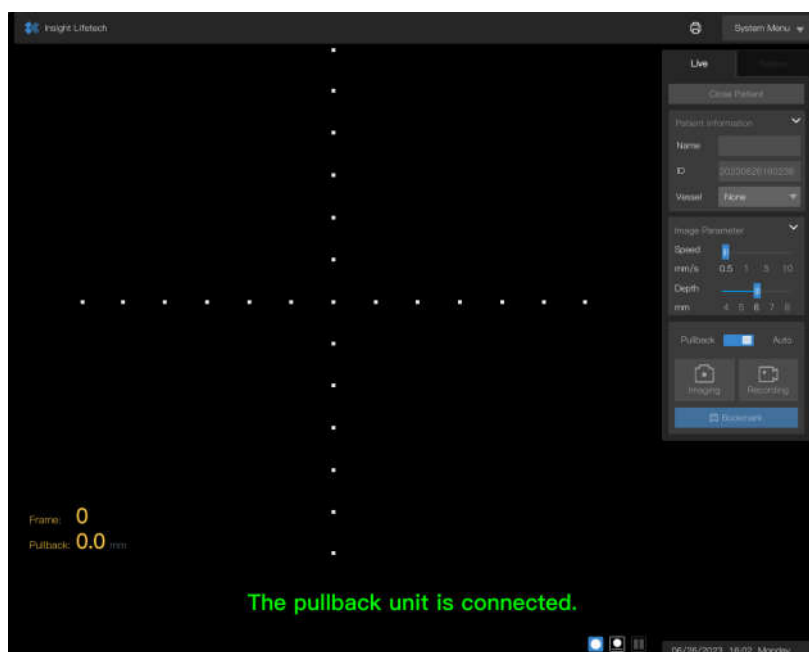 Insight Lifetech
System Menu
Live
Close Patient
Patient Information
Name
ID 20230626160238
Vessel None
Image Parameter
Speed
mm/s 0.5 1 3 10
Depth
mm 4 5 6 7 8
Pullback Auto
Imaging Recording
Bookmark
Frame: 0
Pullback: 0.0 mm
The pullback unit is connected.
06/26/2023 16:02 Monday